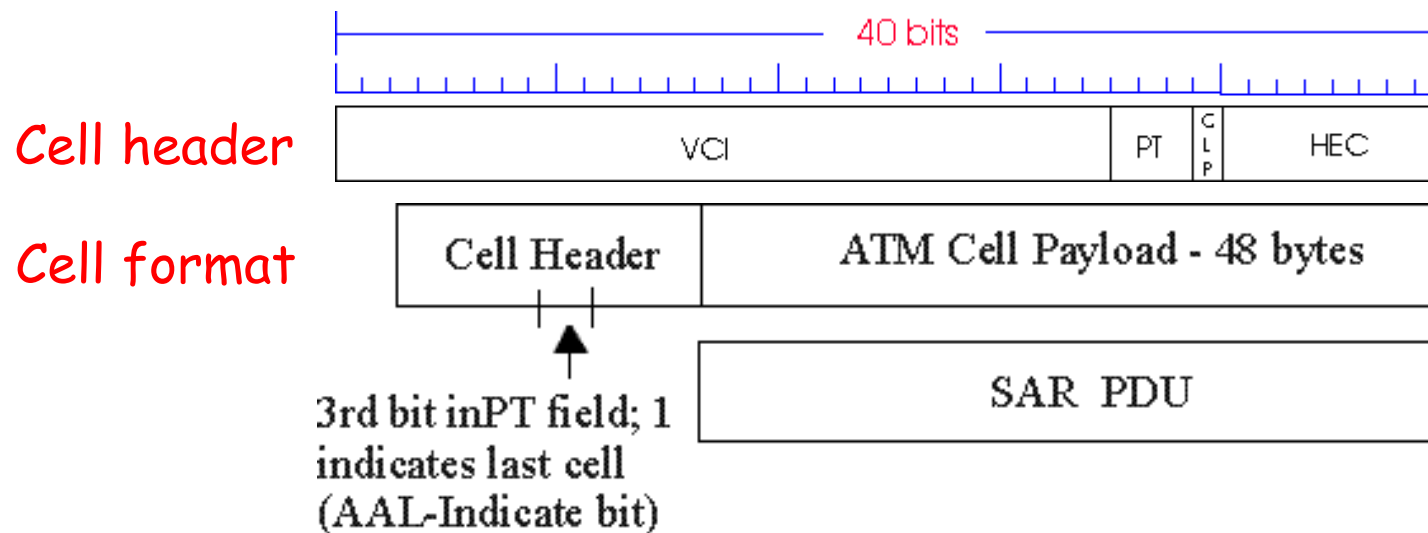 40 bits
Cell header
VCI
PT
CLP
HEC
Cell format
Cell Header
ATM Cell Payload - 48 bytes
SAR PDU
3rd bit inPT field; 1
indicates last cell
(AAL-Indicate bit)